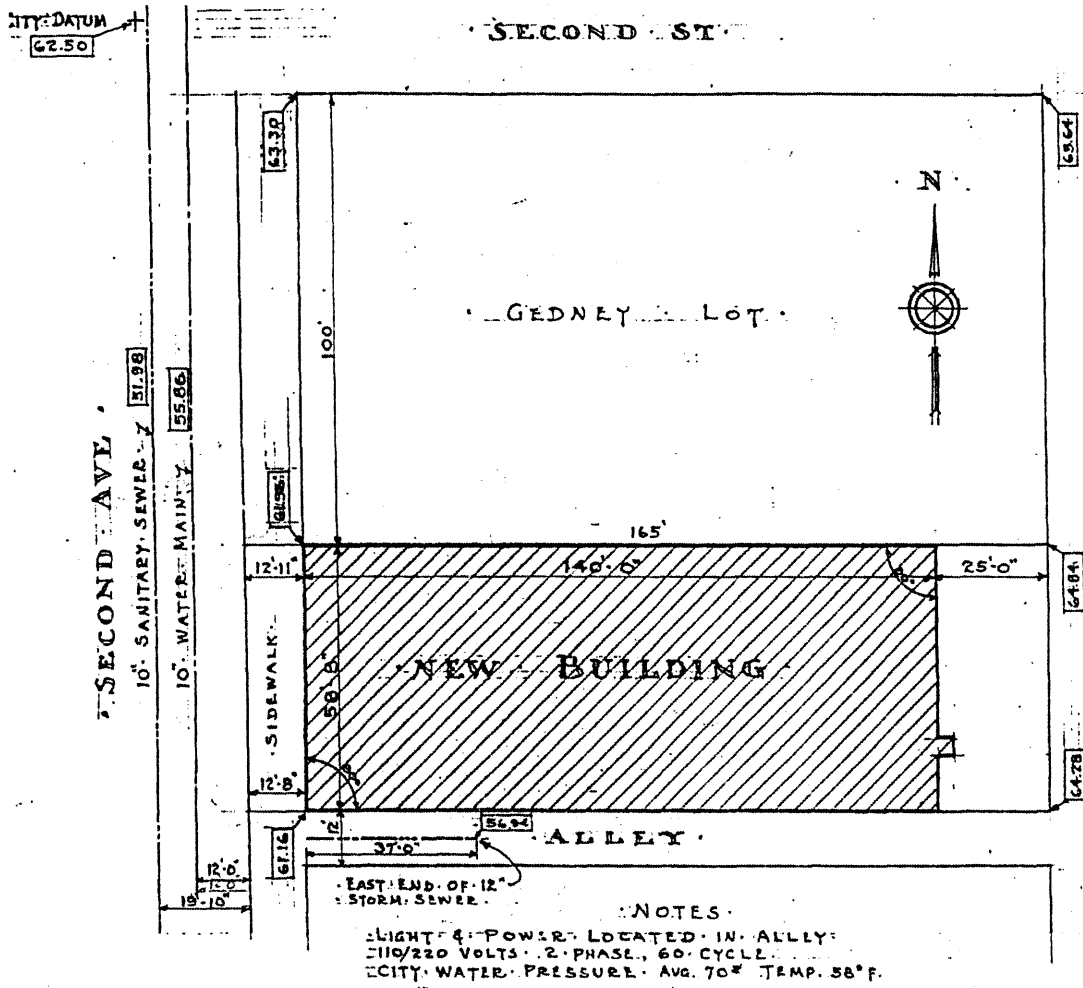 CITY DATUM
62.50
· SECOND · ST ·
63.30
65.64
N
100'
· GEDNEY LOT ·
51.98
55.86
· SECOND · AVE ·
10" SANITARY · SEWER
10" WATER · MAIN
165'
12'-11"
140'-0"
25'-0"
64.84
· SIDEWALK ·
58'-8"
· NEW BUILDING ·
12'-8"
64.28
61.16
12'
56.94
· ALLEY ·
37'-0"
12'-0"
· EAST · END · OF · 12"
STORM · SEWER ·
· NOTES ·
LIGHT & POWER · LOCATED · IN · ALLEY ·
110/220 VOLTS · 2 · PHASE, 60 · CYCLE
CITY · WATER · PRESSURE · AVG. 70# TEMP. 58°F.